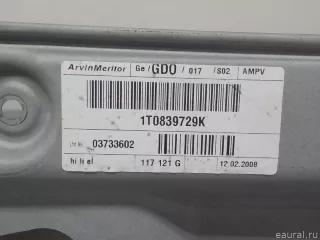 ArvinMeritor Ge / GDO / 017 / S02 AMPV
1T0839729K
03733602
hi li el 117 121 G 12.02.2008
eaural.ru